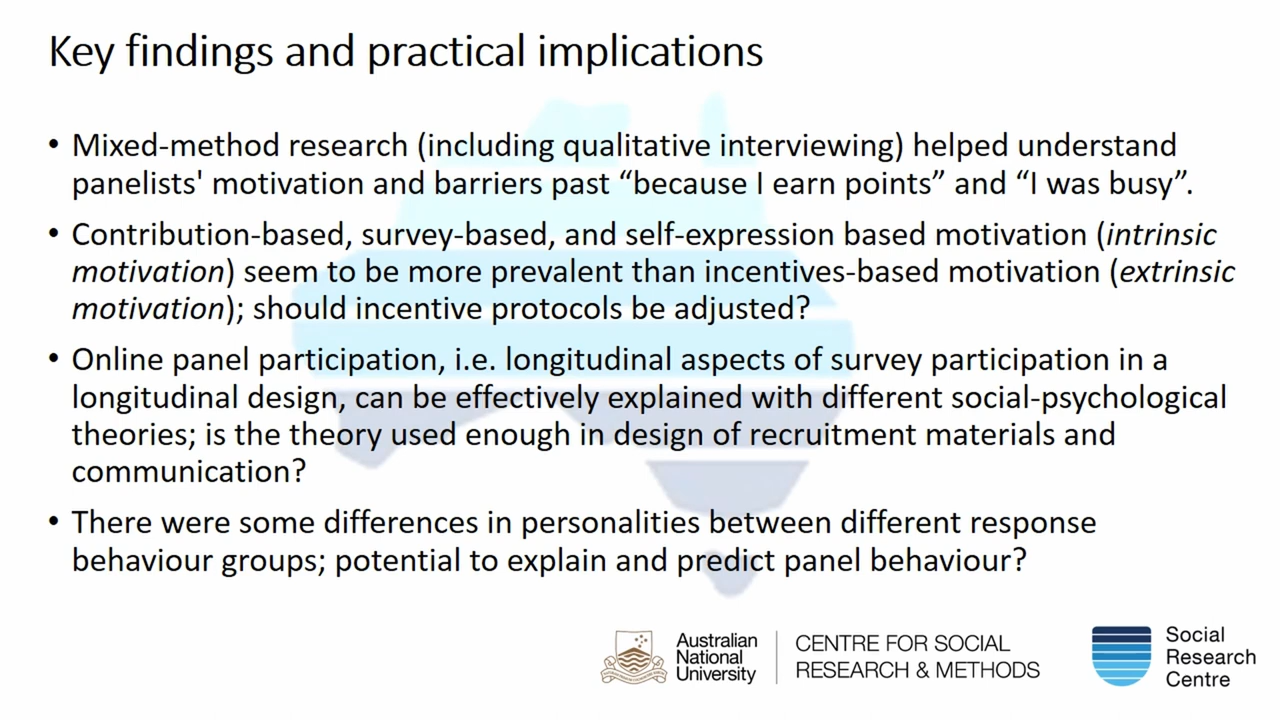 Key findings and practical implications
• Mixed-method research (including qualitative interviewing) helped understand
panelists' motivation and barriers past “because I earn points” and “I was busy”.
• Contribution-based, survey-based, and self-expression based motivation (intrinsic
motivation) seem to be more prevalent than incentives-based motivation (extrinsic
motivation); should incentive protocols be adjusted?
• Online panel participation, i.e. longitudinal aspects of survey participation in a
longitudinal design, can be effectively explained with different social-psychological
theories; is the theory used enough in design of recruitment materials and
communication?
• There were some differences in personalities between different response
behaviour groups; potential to explain and predict panel behaviour?
Australian
National
University
CENTRE FOR SOCIAL
RESEARCH & METHODS
Social
Research
Centre